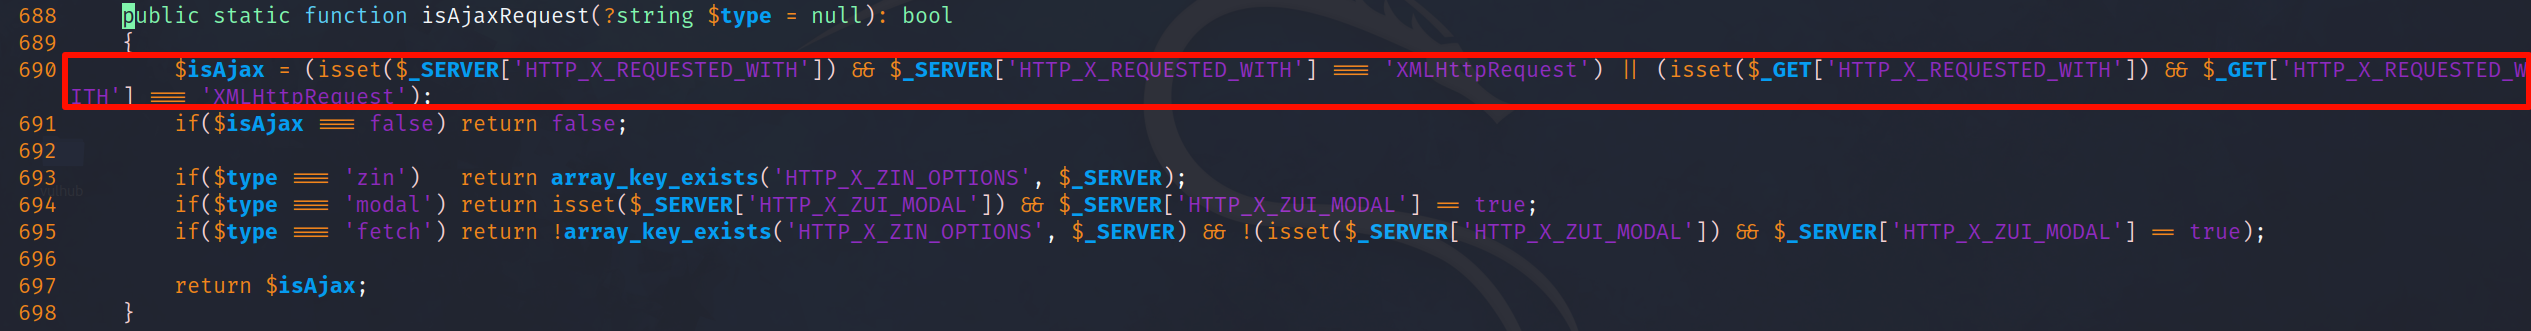 688     public static function isAjaxRequest(?string $type = null): bool
689     {
690         $isAjax = (isset($_SERVER['HTTP_X_REQUESTED_WITH']) && $_SERVER['HTTP_X_REQUESTED_WITH'] === 'XMLHttpRequest') || (isset($_GET['HTTP_X_REQUESTED_WITH']) && $_GET['HTTP_X_REQUESTED_W
ITH'] === 'XMLHttpRequest');
691         if($isAjax === false) return false;
692
693         if($type === 'zin')   return array_key_exists('HTTP_X_ZIN_OPTIONS', $_SERVER);
694         if($type === 'modal') return isset($_SERVER['HTTP_X_ZUI_MODAL']) && $_SERVER['HTTP_X_ZUI_MODAL'] == true;
695         if($type === 'fetch') return !array_key_exists('HTTP_X_ZIN_OPTIONS', $_SERVER) && !(isset($_SERVER['HTTP_X_ZUI_MODAL']) && $_SERVER['HTTP_X_ZUI_MODAL'] == true);
696
697         return $isAjax;
698     }